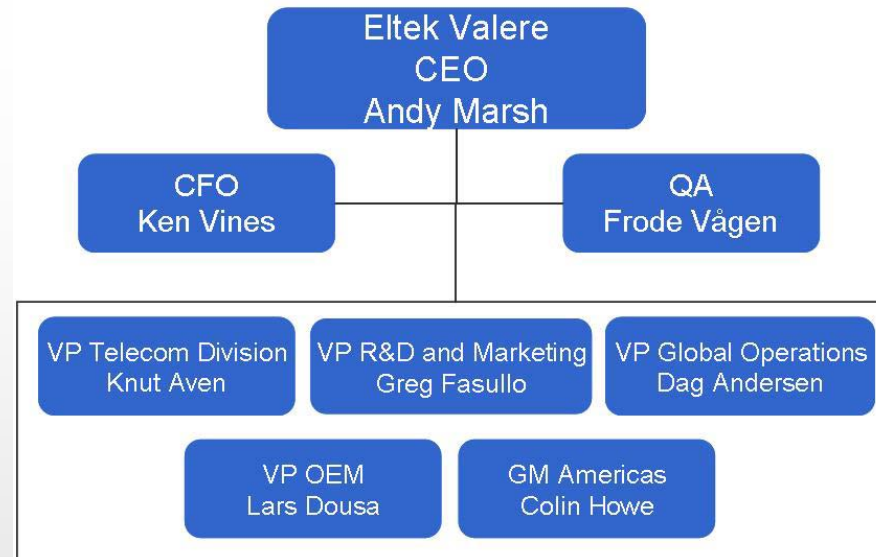 Eltek Valere
CEO
Andy Marsh
CFO
Ken Vines
QA
Frode Vågen
VP Telecom Division
Knut Aven
VP R&D and Marketing
Greg Fasullo
VP Global Operations
Dag Andersen
VP OEM
Lars Dousa
GM Americas
Colin Howe